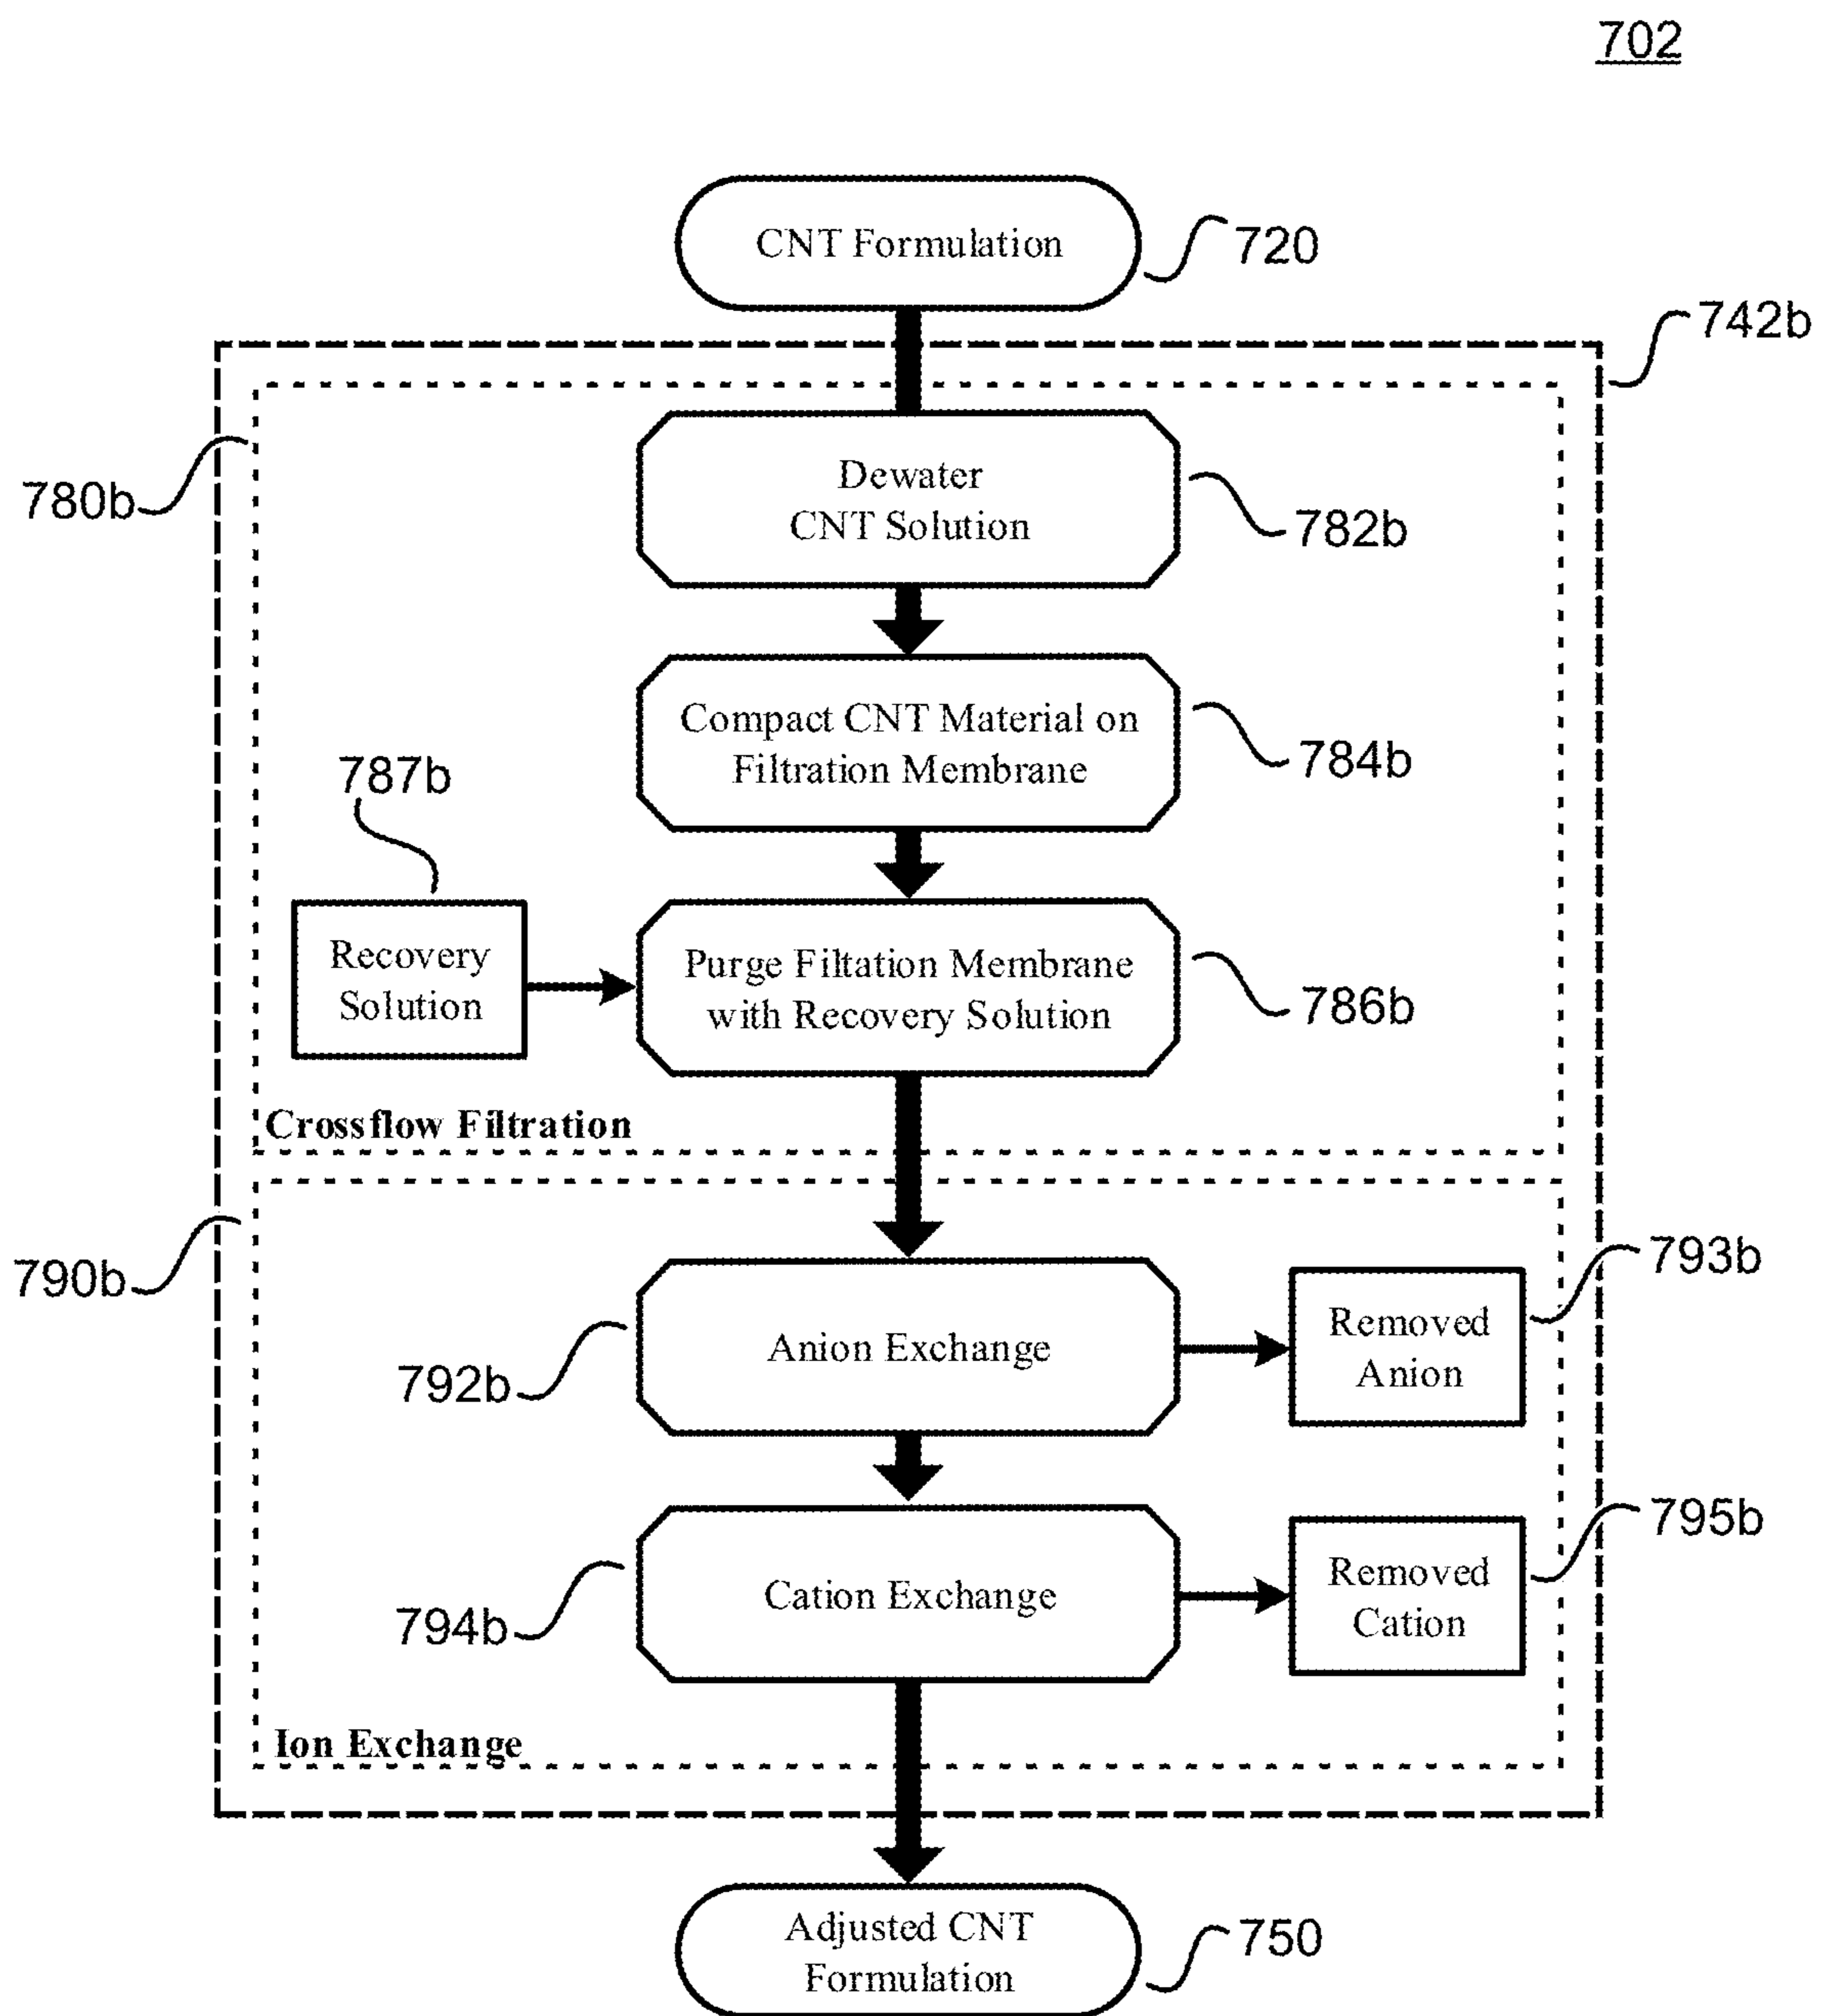 702
CNT Formulation
720
742b
780b
Dewater
CNT Solution
782b
Compact CNT Material on
Filtration Membrane
784b
787b
Recovery
Solution
Purge Filtation Membrane
with Recovery Solution
786b
Crossflow Filtration
790b
Anion Exchange
792b
Removed
Anion
793b
Cation Exchange
794b
Removed
Cation
795b
Ion Exchange
Adjusted CNT
Formulation
750